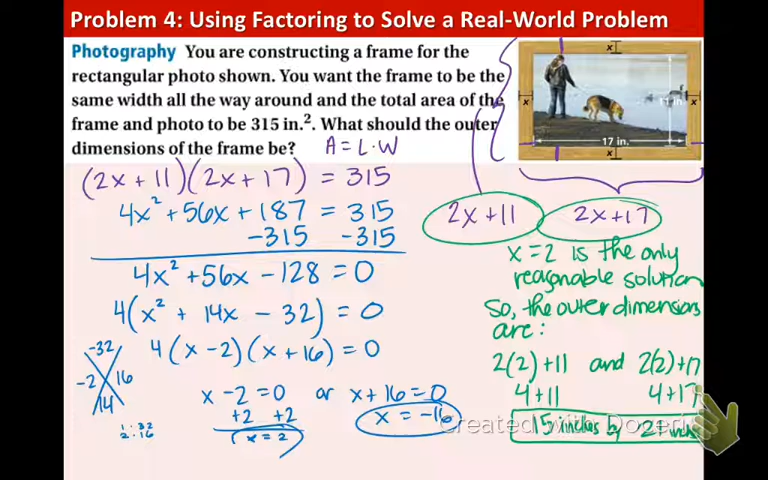 Problem 4: Using Factoring to Solve a Real-World Problem
Photography You are constructing a frame for the
rectangular photo shown. You want the frame to be the
same width all the way around and the total area of the
frame and photo to be 315 in.². What should the outer
dimensions of the frame be? A = L·W
x
x
x
11 in.
17 in.
x
(2x+11)(2x+17) = 315
4x² + 56x + 187 = 315
-315 -315
4x² + 56x - 128 = 0
4(x² + 14x - 32) = 0
4(x-2)(x+16) = 0
-32
-2 16
14
1·32
2·16
x-2=0 or x+16=0
+2 +2
x=2
x = -16
2x+11 2x+17
x=2 is the only
reasonable solution
So, the outer dimensions
are:
2(2)+11 and 2(2)+17
4+11 4+17
15 inches by 21 inches
Created with Doceri